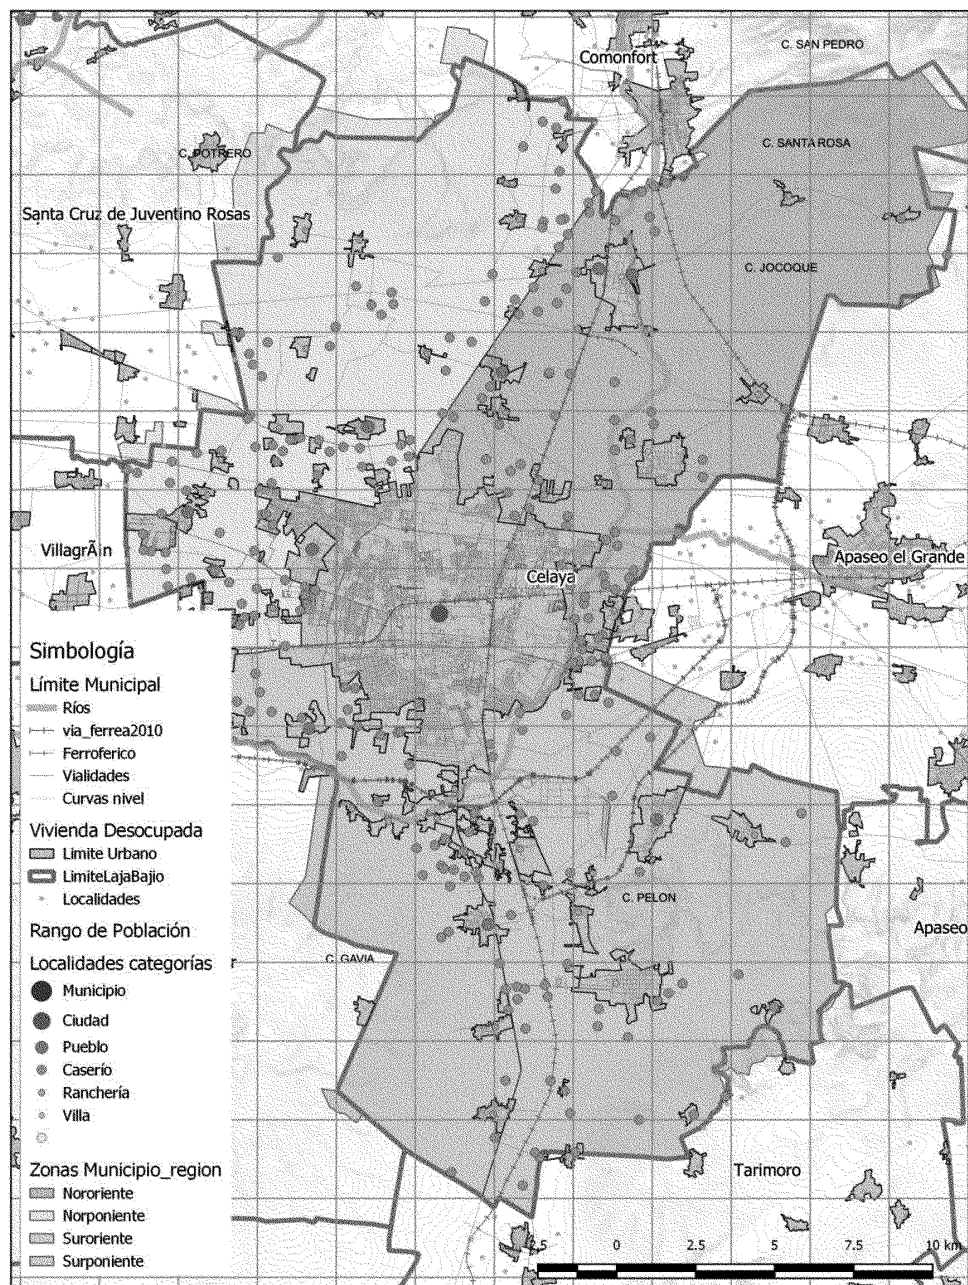 Comonfort
C. SAN PEDRO
C. POTRERO
C. SANTA ROSA
Santa Cruz de Juventino Rosas
C. JOCOQUE
VillagrÃ¡n
Apaseo el Grande
Celaya
C. PELON
Apaseo
C. GAVIA
Tarimoro
Simbología
Límite Municipal
Ríos
via_ferrea2010
Ferroferico
Vialidades
Curvas nivel
Vivienda Desocupada
Limite Urbano
LimiteLajaBajio
Localidades
Rango de Población
Localidades categorías
r
Municipio
Ciudad
Pueblo
Caserío
Ranchería
Villa
Zonas Municipio_region
Nororiente
Norponiente
Suroriente
Surponiente
2.5 0 2.5 5 7.5 10 km